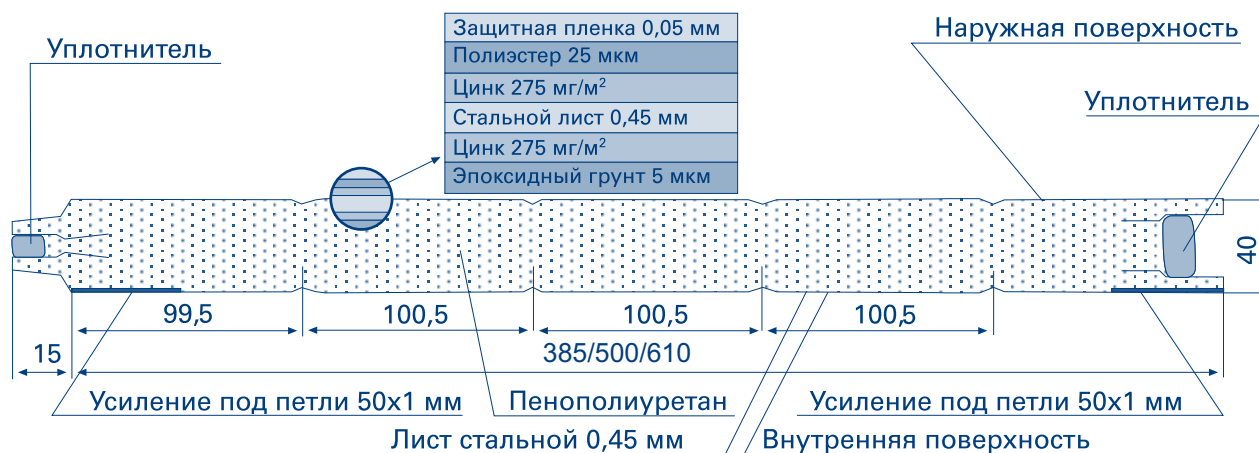 Защитная пленка 0,05 мм
Полиэстер 25 мкм
Цинк 275 мг/м²
Стальной лист 0,45 мм
Цинк 275 мг/м²
Эпоксидный грунт 5 мкм
Уплотнитель
Наружная поверхность
Уплотнитель
40
99,5
100,5
100,5
100,5
15
385/500/610
Усиление под петли 50х1 мм
Пенополиуретан
Усиление под петли 50х1 мм
Лист стальной 0,45 мм
Внутренняя поверхность